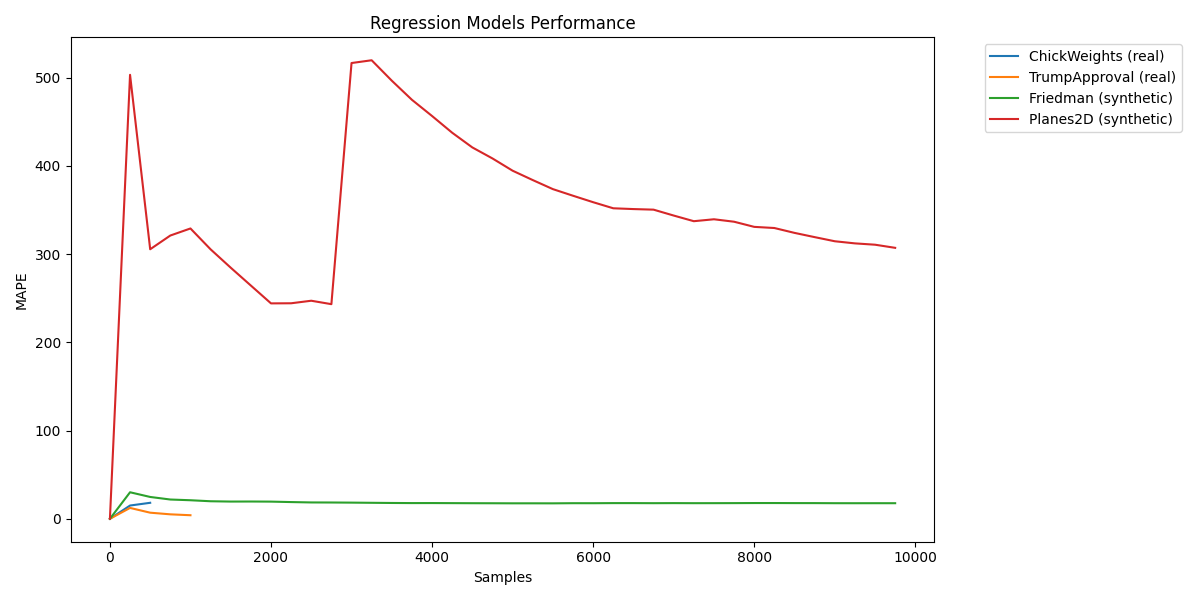 Regression Models Performance
ChickWeights (real)
TrumpApproval (real)
Friedman (synthetic)
Planes2D (synthetic)
MAPE
500
400
300
200
100
0
0 2000 4000 6000 8000 10000
Samples